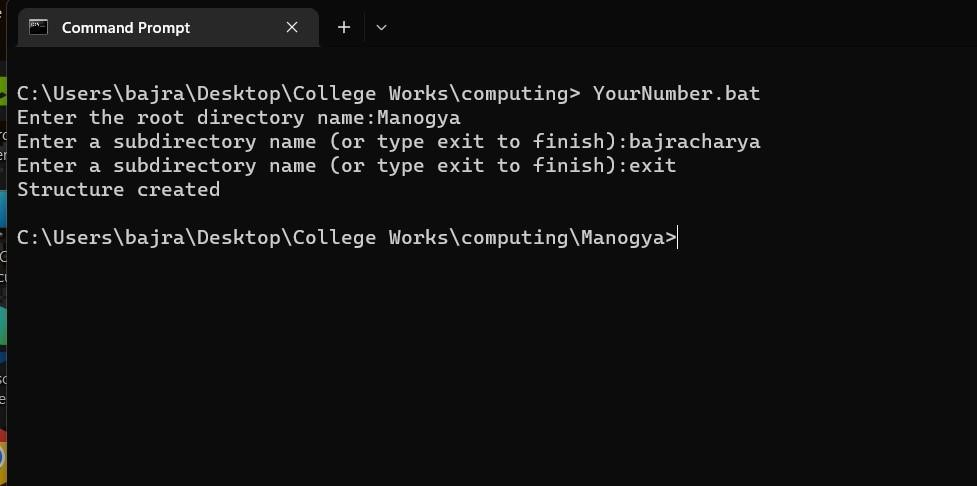 Command Prompt
C:\Users\bajra\Desktop\College Works\computing> YourNumber.bat
Enter the root directory name:Manogya
Enter a subdirectory name (or type exit to finish):bajracharya
Enter a subdirectory name (or type exit to finish):exit
Structure created
C:\Users\bajra\Desktop\College Works\computing\Manogya>